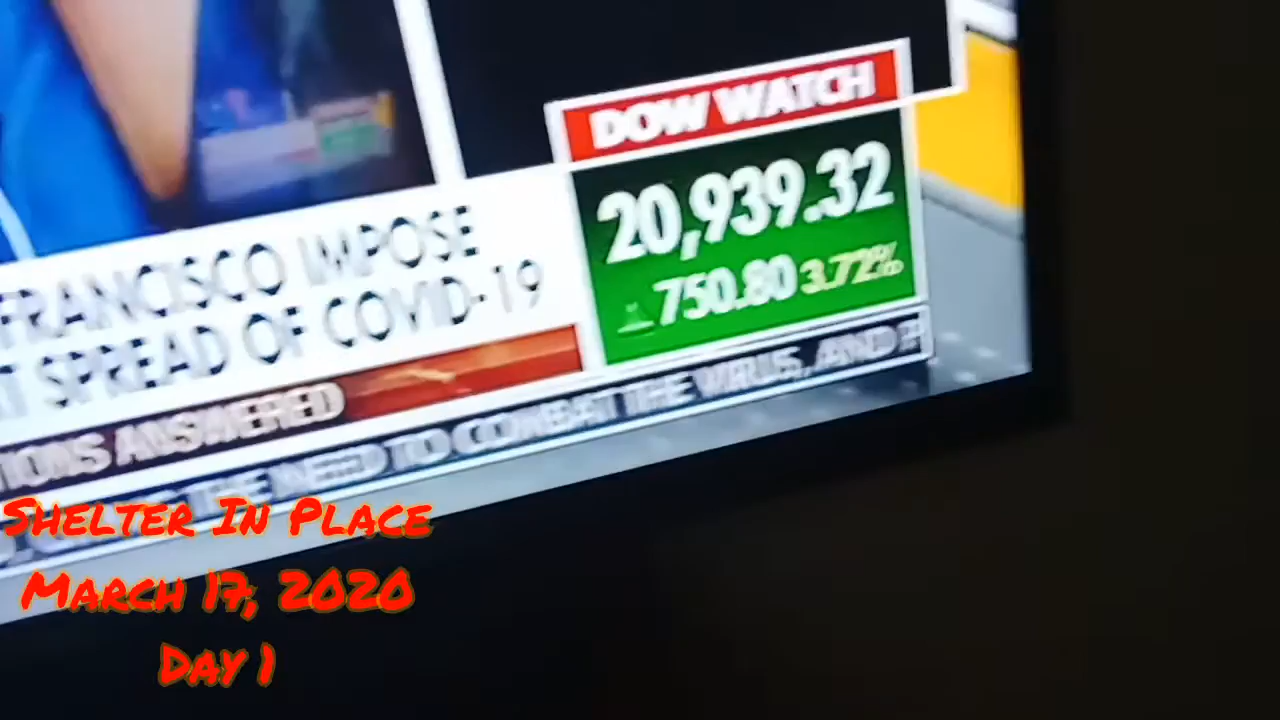 DOW WATCH
20,939.32
750.80 3.72%
FRANCISCO IMPOSE
SPREAD OF COVID-19
TIONS ANSWERED
THE NEED TO COMBAT THE VIRUS, AND
Shelter In Place
March 17, 2020
Day 1